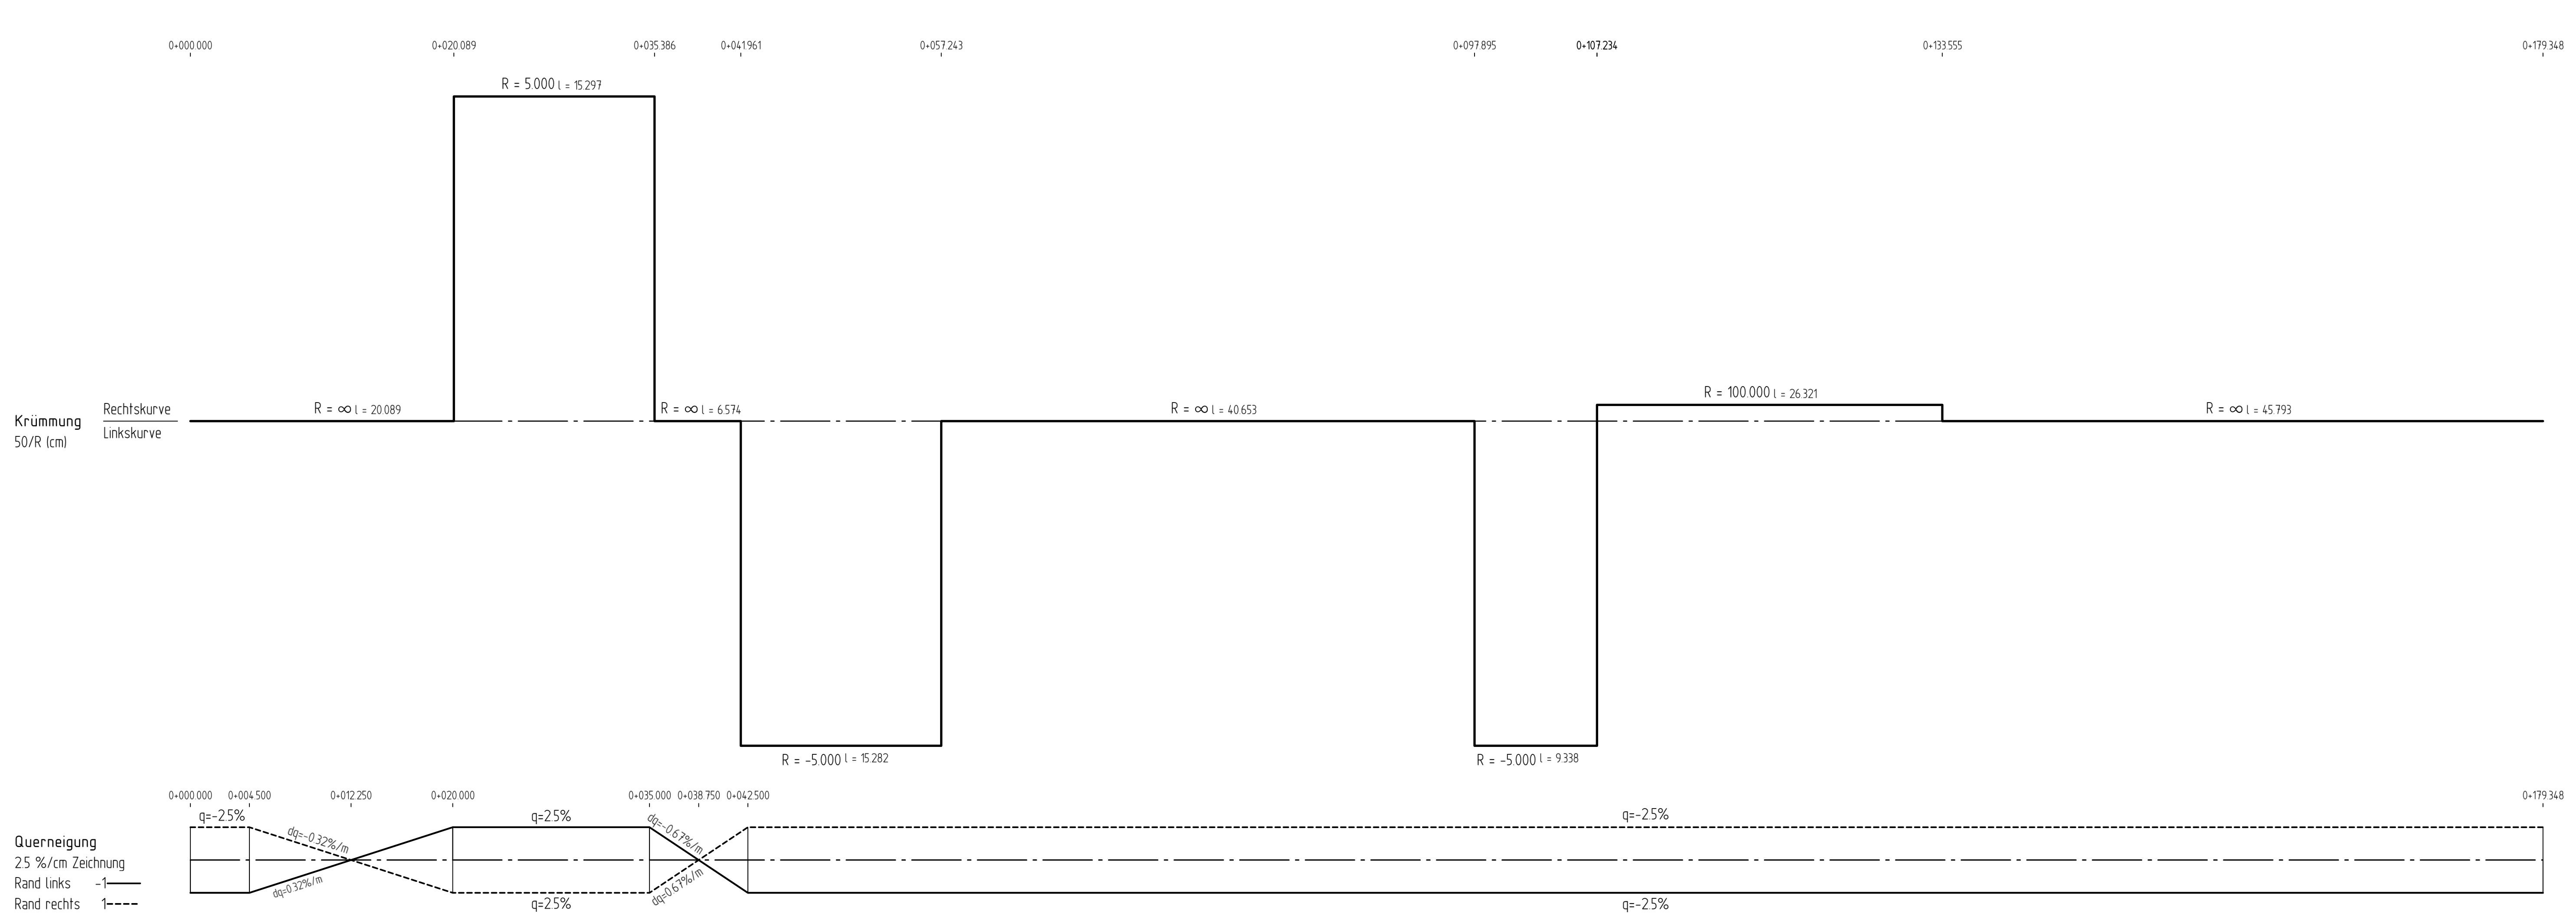 0+000.000 0+020.089 0+035.386 0+041.961 0+057.243 0+097.895 0+107.234 0+133.555 0+179.348
R = 5.000 l = 15.297
R = 100.000 l = 26.321
R = ∞ l = 20.089 R = ∞ l = 6.574 R = ∞ l = 40.653 R = ∞ l = 45.793
Rechtskurve
Krümmung
Linkskurve
50/R (cm)
R = -5.000 l = 15.282 R = -5.000 l = 9.338
0+000.000 0+004.500 0+012.250 0+020.000 0+035.000 0+038.750 0+042.500 0+179.348
q=-2.5% q=2.5% q=-2.5%
dq=-0.32%/m dq=-0.67%/m
Querneigung
2.5 %/cm Zeichnung
Rand links -1
dq=0.32%/m dq=0.67%/m
Rand rechts 1
q=2.5% q=-2.5%